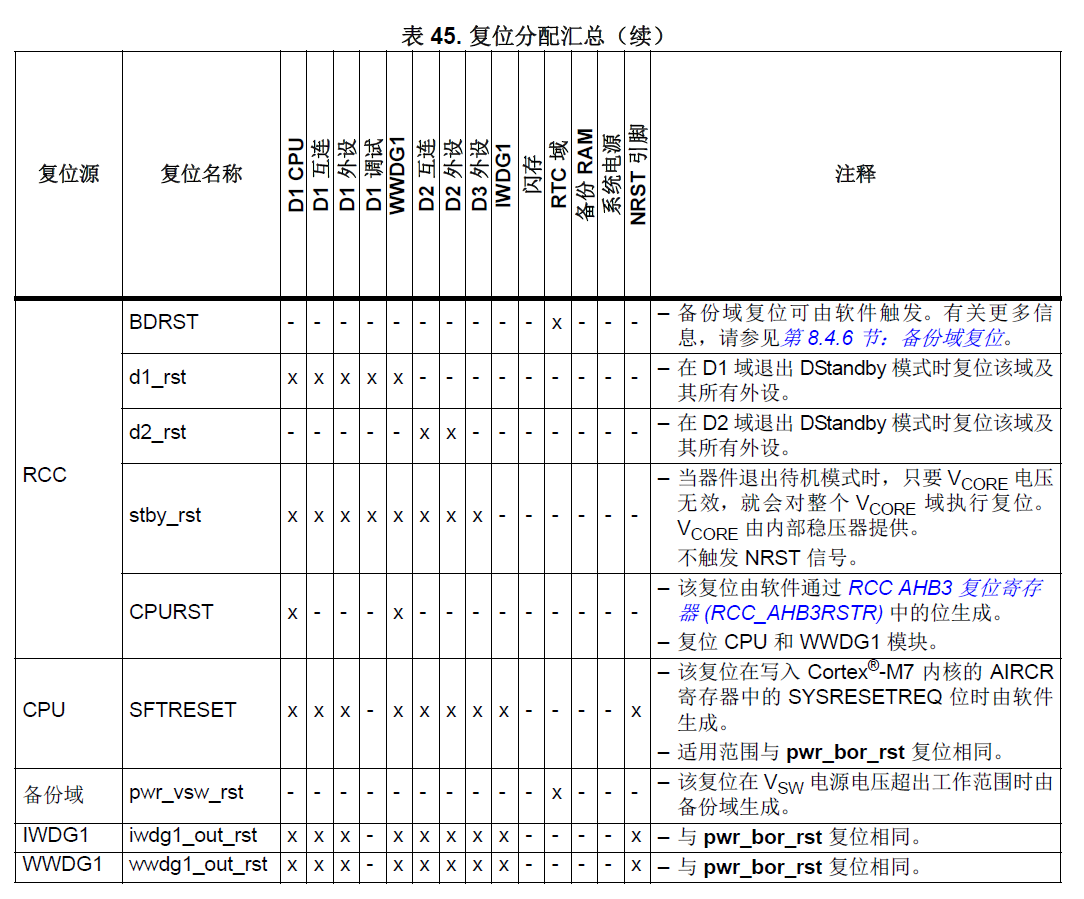 表 45. 复位分配汇总（续）
复位源 复位名称 D1 CPU D1 互连 D1 外设 D1 调试 WWDG1 D2 互连 D2 外设 D3 外设 IWDG1 闪存 RTC 域 备份 RAM 系统电源 NRST 引脚 注释
RCC
BDRST - - - - - - - - - - x - - -
– 备份域复位可由软件触发。有关更多信
息，请参见第 8.4.6 节：备份域复位。
d1_rst x x x x x - - - - - - - - -
– 在 D1 域退出 DStandby 模式时复位该域及
其所有外设。
d2_rst - - - - - x x - - - - - - -
– 在 D2 域退出 DStandby 模式时复位该域及
其所有外设。
stby_rst x x x x x x x x - - - - - -
– 当器件退出待机模式时，只要 VCORE 电压
无效，就会对整个 VCORE 域执行复位。
VCORE 由内部稳压器提供。
不触发 NRST 信号。
CPURST x - - - x - - - - - - - - -
– 该复位由软件通过 RCC AHB3 复位寄存
器 (RCC_AHB3RSTR) 中的位生成。
– 复位 CPU 和 WWDG1 模块。
CPU SFTRESET x x x - x x x x x - - - - x
– 该复位在写入 Cortex®-M7 内核的 AIRCR
寄存器中的 SYSRESETREQ 位时由软件
生成。
– 适用范围与 pwr_bor_rst 复位相同。
备份域 pwr_vsw_rst - - - - - - - - - - x - - -
– 该复位在 VSW 电源电压超出工作范围时由
备份域生成。
IWDG1 iwdg1_out_rst x x x - x x x x x - - - - x – 与 pwr_bor_rst 复位相同。
WWDG1 wwdg1_out_rst x x x - x x x x x - - - - x – 与 pwr_bor_rst 复位相同。